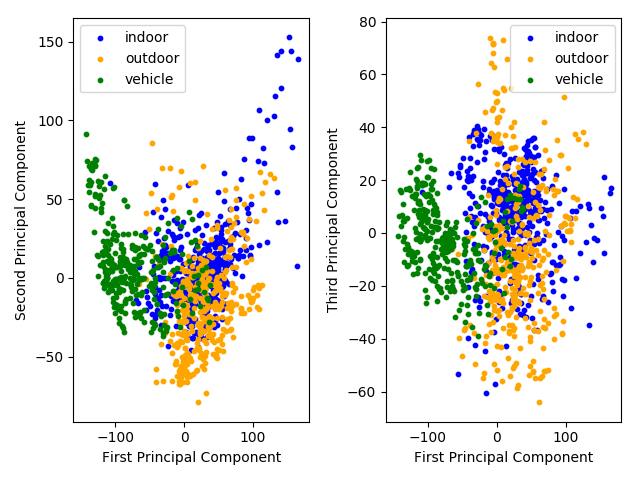 indoor
outdoor
vehicle
150
100
50
0
−50
−100
0
100
Second Principal Component
First Principal Component
indoor
outdoor
vehicle
80
60
40
20
0
−20
−40
−60
−100
0
100
Third Principal Component
First Principal Component